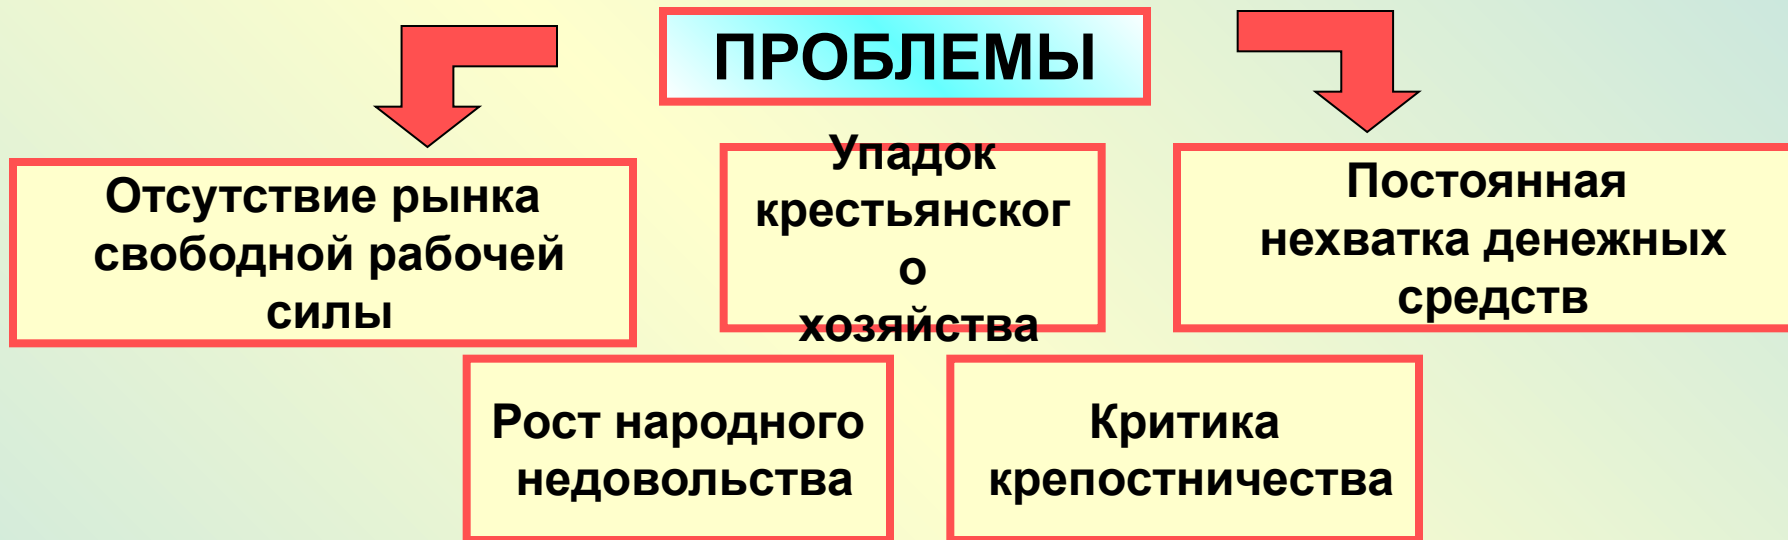 ПРОБЛЕМЫ
Отсутствие рынка
свободной рабочей
силы
Упадок
крестьянског
о
хозяйства
Постоянная
нехватка денежных
средств
Рост народного
недовольства
Критика
крепостничества